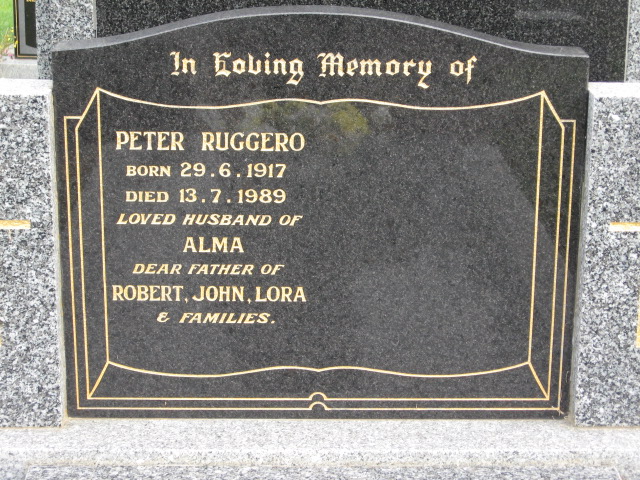 In Loving Memory of
PETER RUGGERO
BORN 29.6.1917
DIED 13.7.1989
LOVED HUSBAND OF
ALMA
DEAR FATHER OF
ROBERT, JOHN, LORA
& FAMILIES.